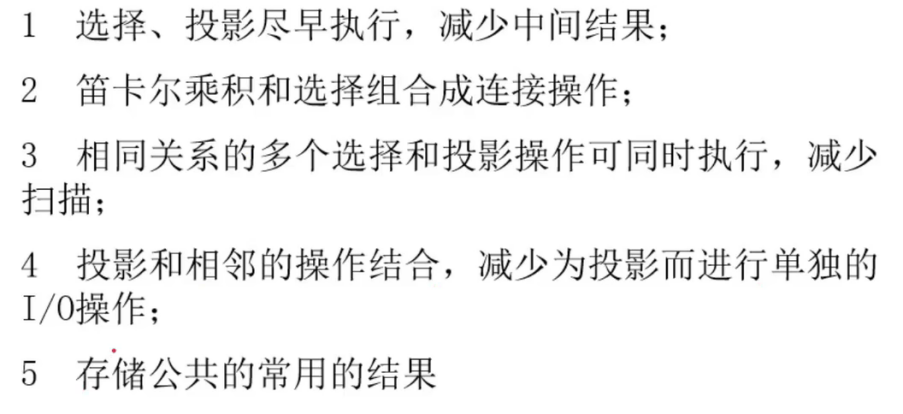 1 选择、投影尽早执行，减少中间结果；
2 笛卡尔乘积和选择组合成连接操作；
3 相同关系的多个选择和投影操作可同时执行，减少
扫描；
4 投影和相邻的操作结合，减少为投影而进行单独的
I/O操作；
5 存储公共的常用的结果